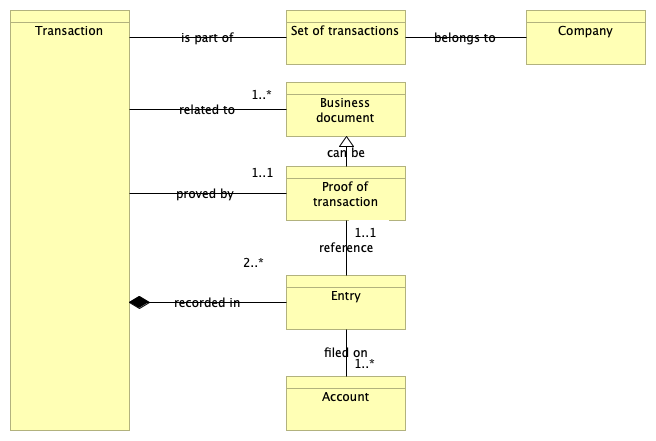 Transaction
is part of
Set of transactions
belongs to
Company
1..*
related to
Business
document
can be
1..1
proved by
Proof of
transaction
1..1
reference
2..*
recorded in
Entry
filed on
1..*
Account